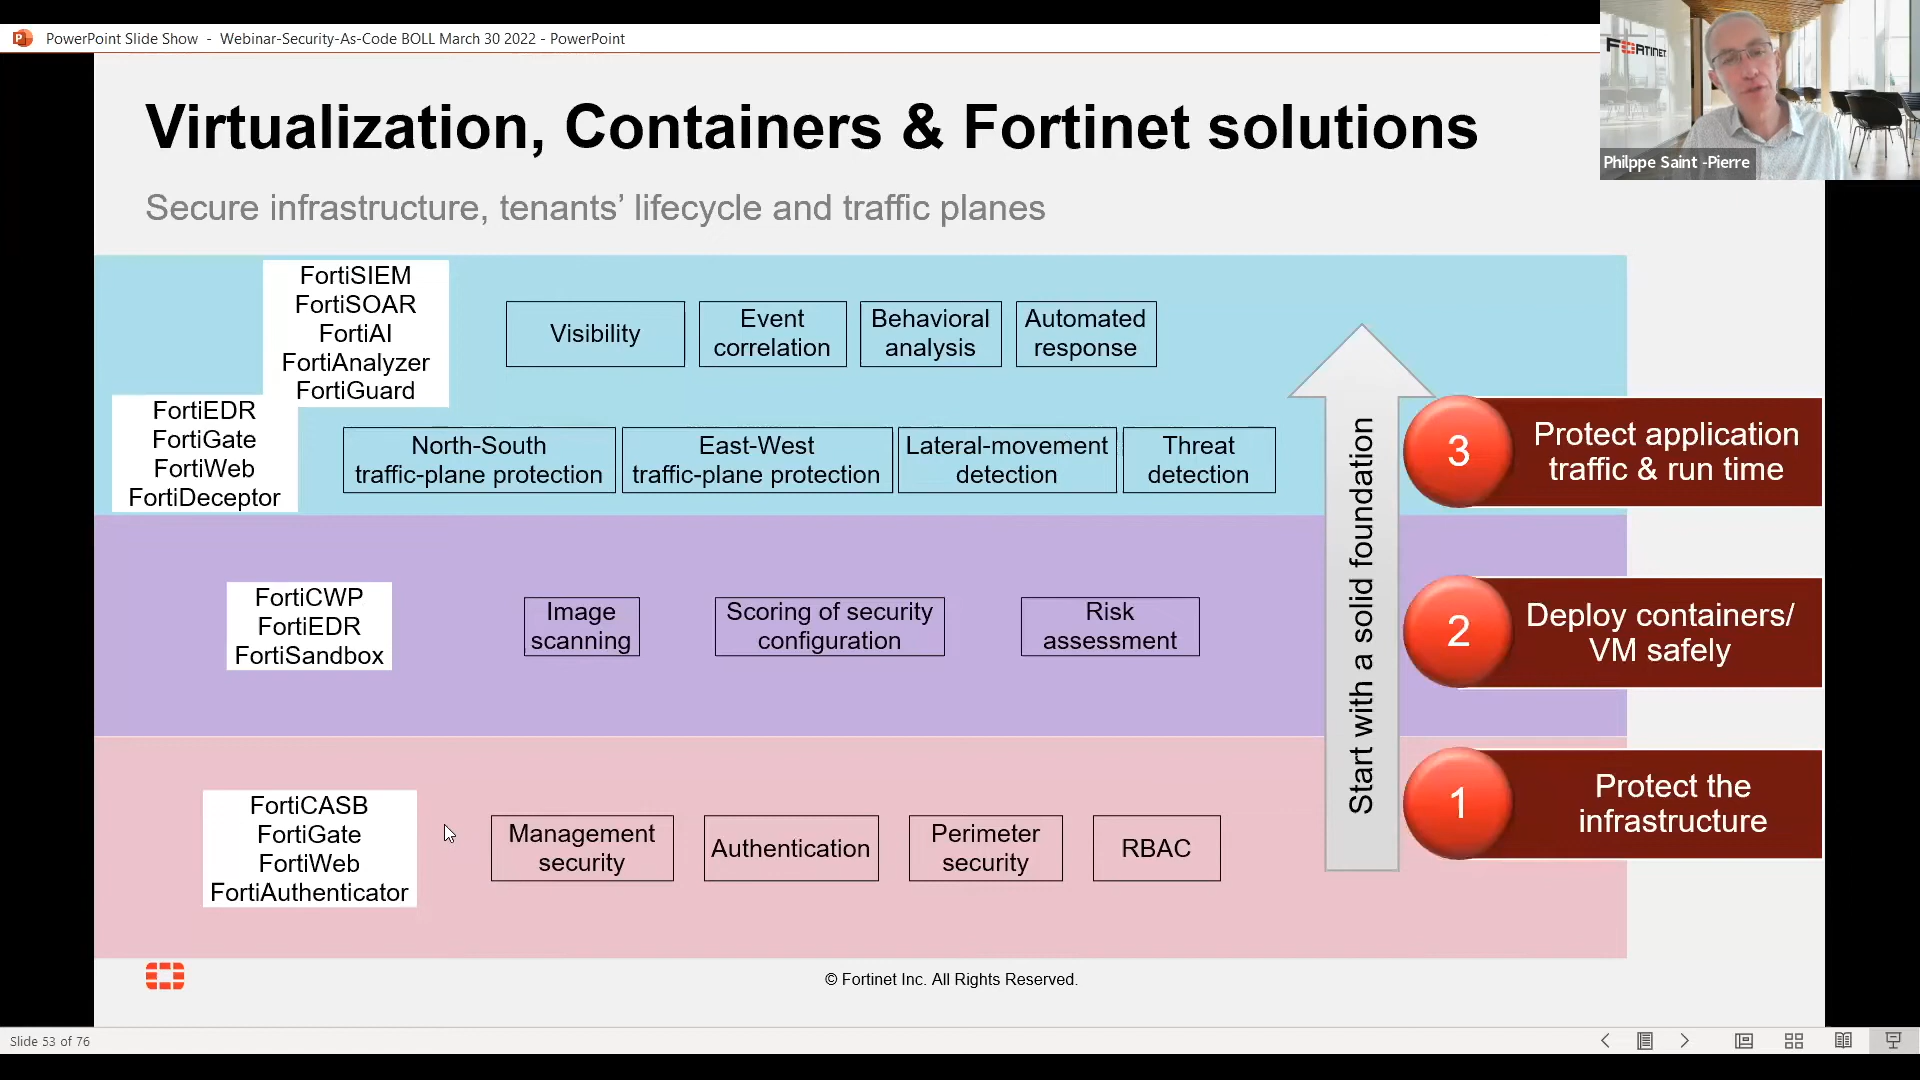 PowerPoint Slide Show - Webinar-Security-As-Code BOLL March 30 2022 - PowerPoint
FORTINET
Philppe Saint -Pierre
Virtualization, Containers & Fortinet solutions
Secure infrastructure, tenants’ lifecycle and traffic planes
FortiSIEM
FortiSOAR
FortiAI
FortiAnalyzer
FortiGuard
Visibility
Event
correlation
Behavioral
analysis
Automated
response
FortiEDR
FortiGate
FortiWeb
FortiDeceptor
North-South
traffic-plane protection
East-West
traffic-plane protection
Lateral-movement
detection
Threat
detection
3
Protect application
traffic & run time
FortiCWP
FortiEDR
FortiSandbox
Image
scanning
Scoring of security
configuration
Risk
assessment
2
Deploy containers/
VM safely
Start with a solid foundation
FortiCASB
FortiGate
FortiWeb
FortiAuthenticator
Management
security
Authentication
Perimeter
security
RBAC
1
Protect the
infrastructure
© Fortinet Inc. All Rights Reserved.
Slide 53 of 76